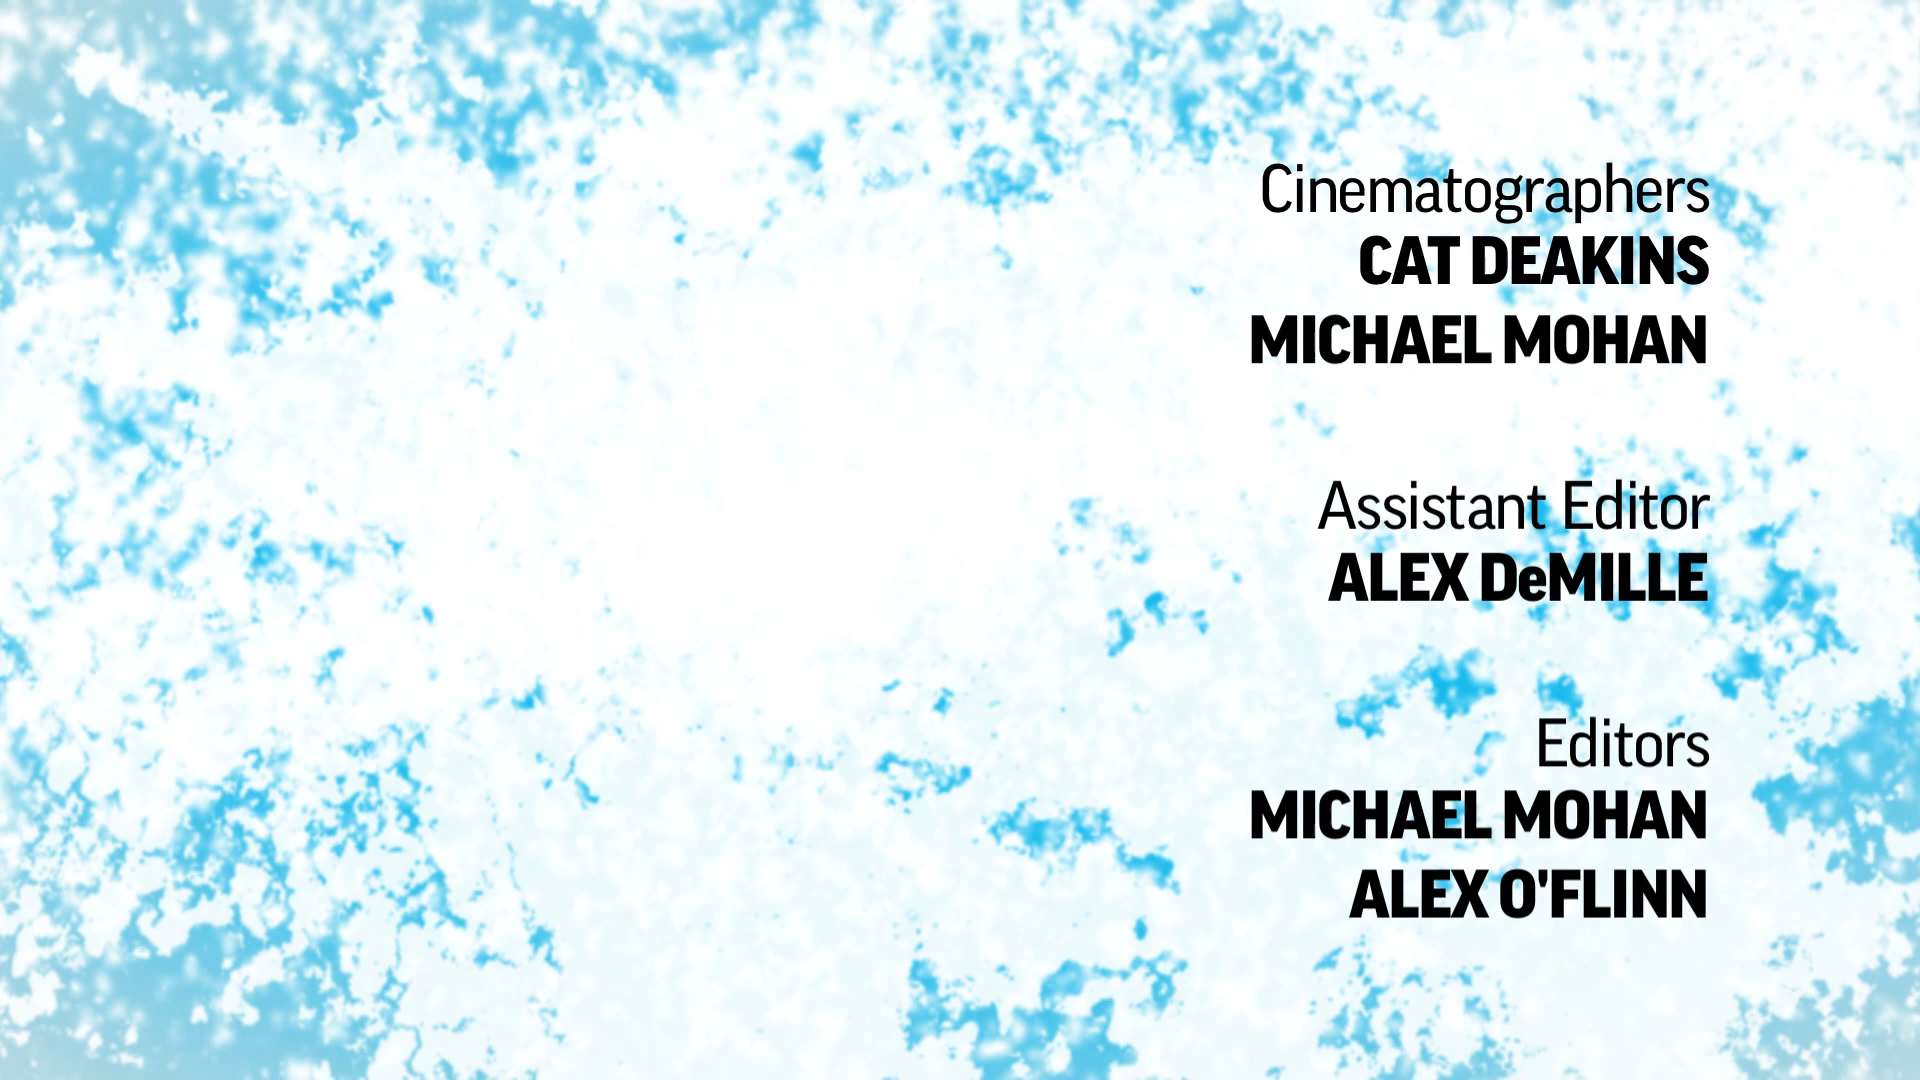 Cinematographers
CAT DEAKINS
MICHAEL MOHAN
Assistant Editor
ALEX DeMILLE
Editors
MICHAEL MOHAN
ALEX O'FLINN